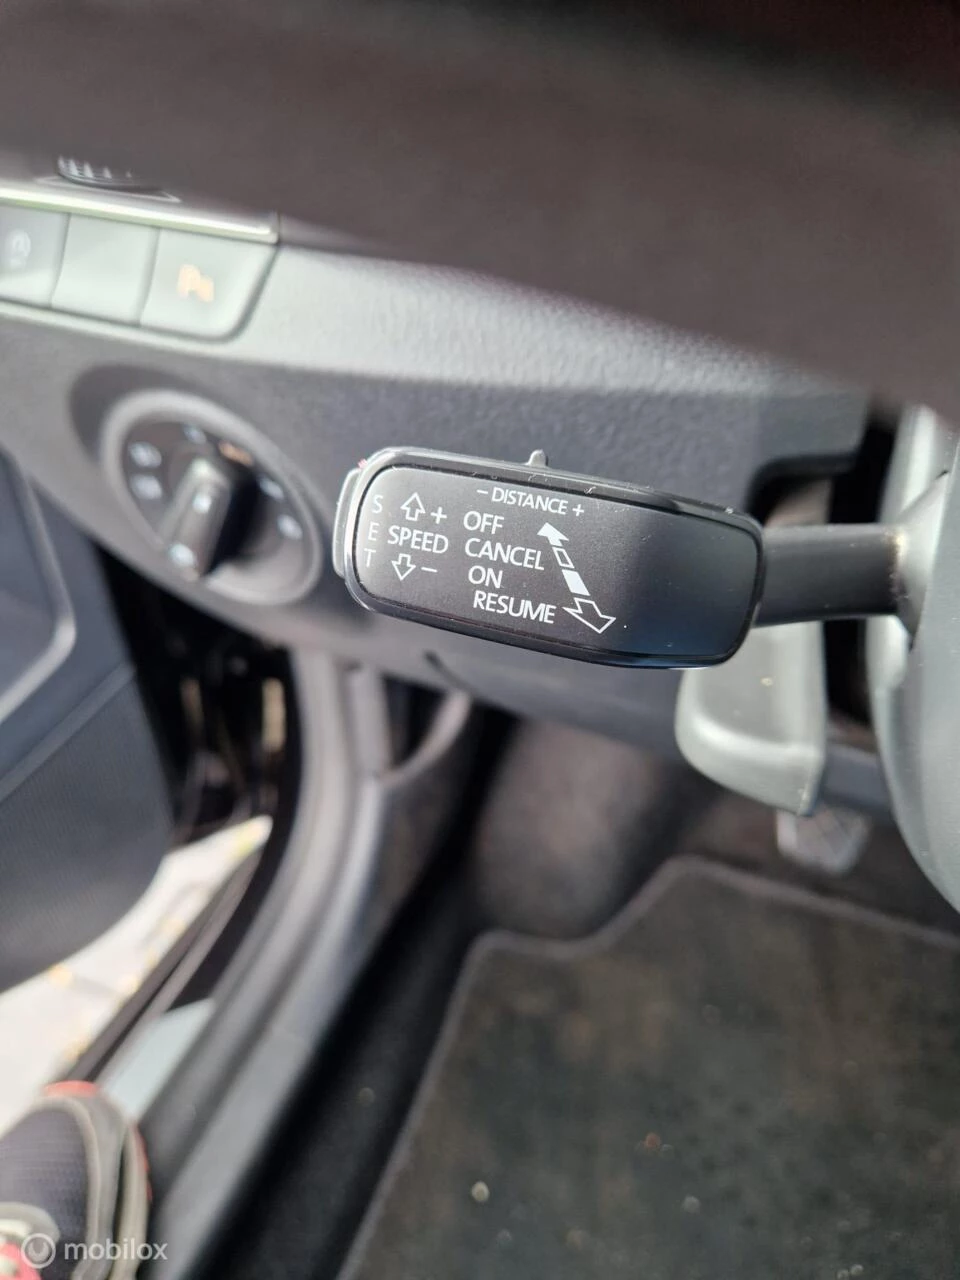 - DISTANCE +
S E T
+
SPEED
-
OFF
CANCEL
ON
RESUME
P
mobilox